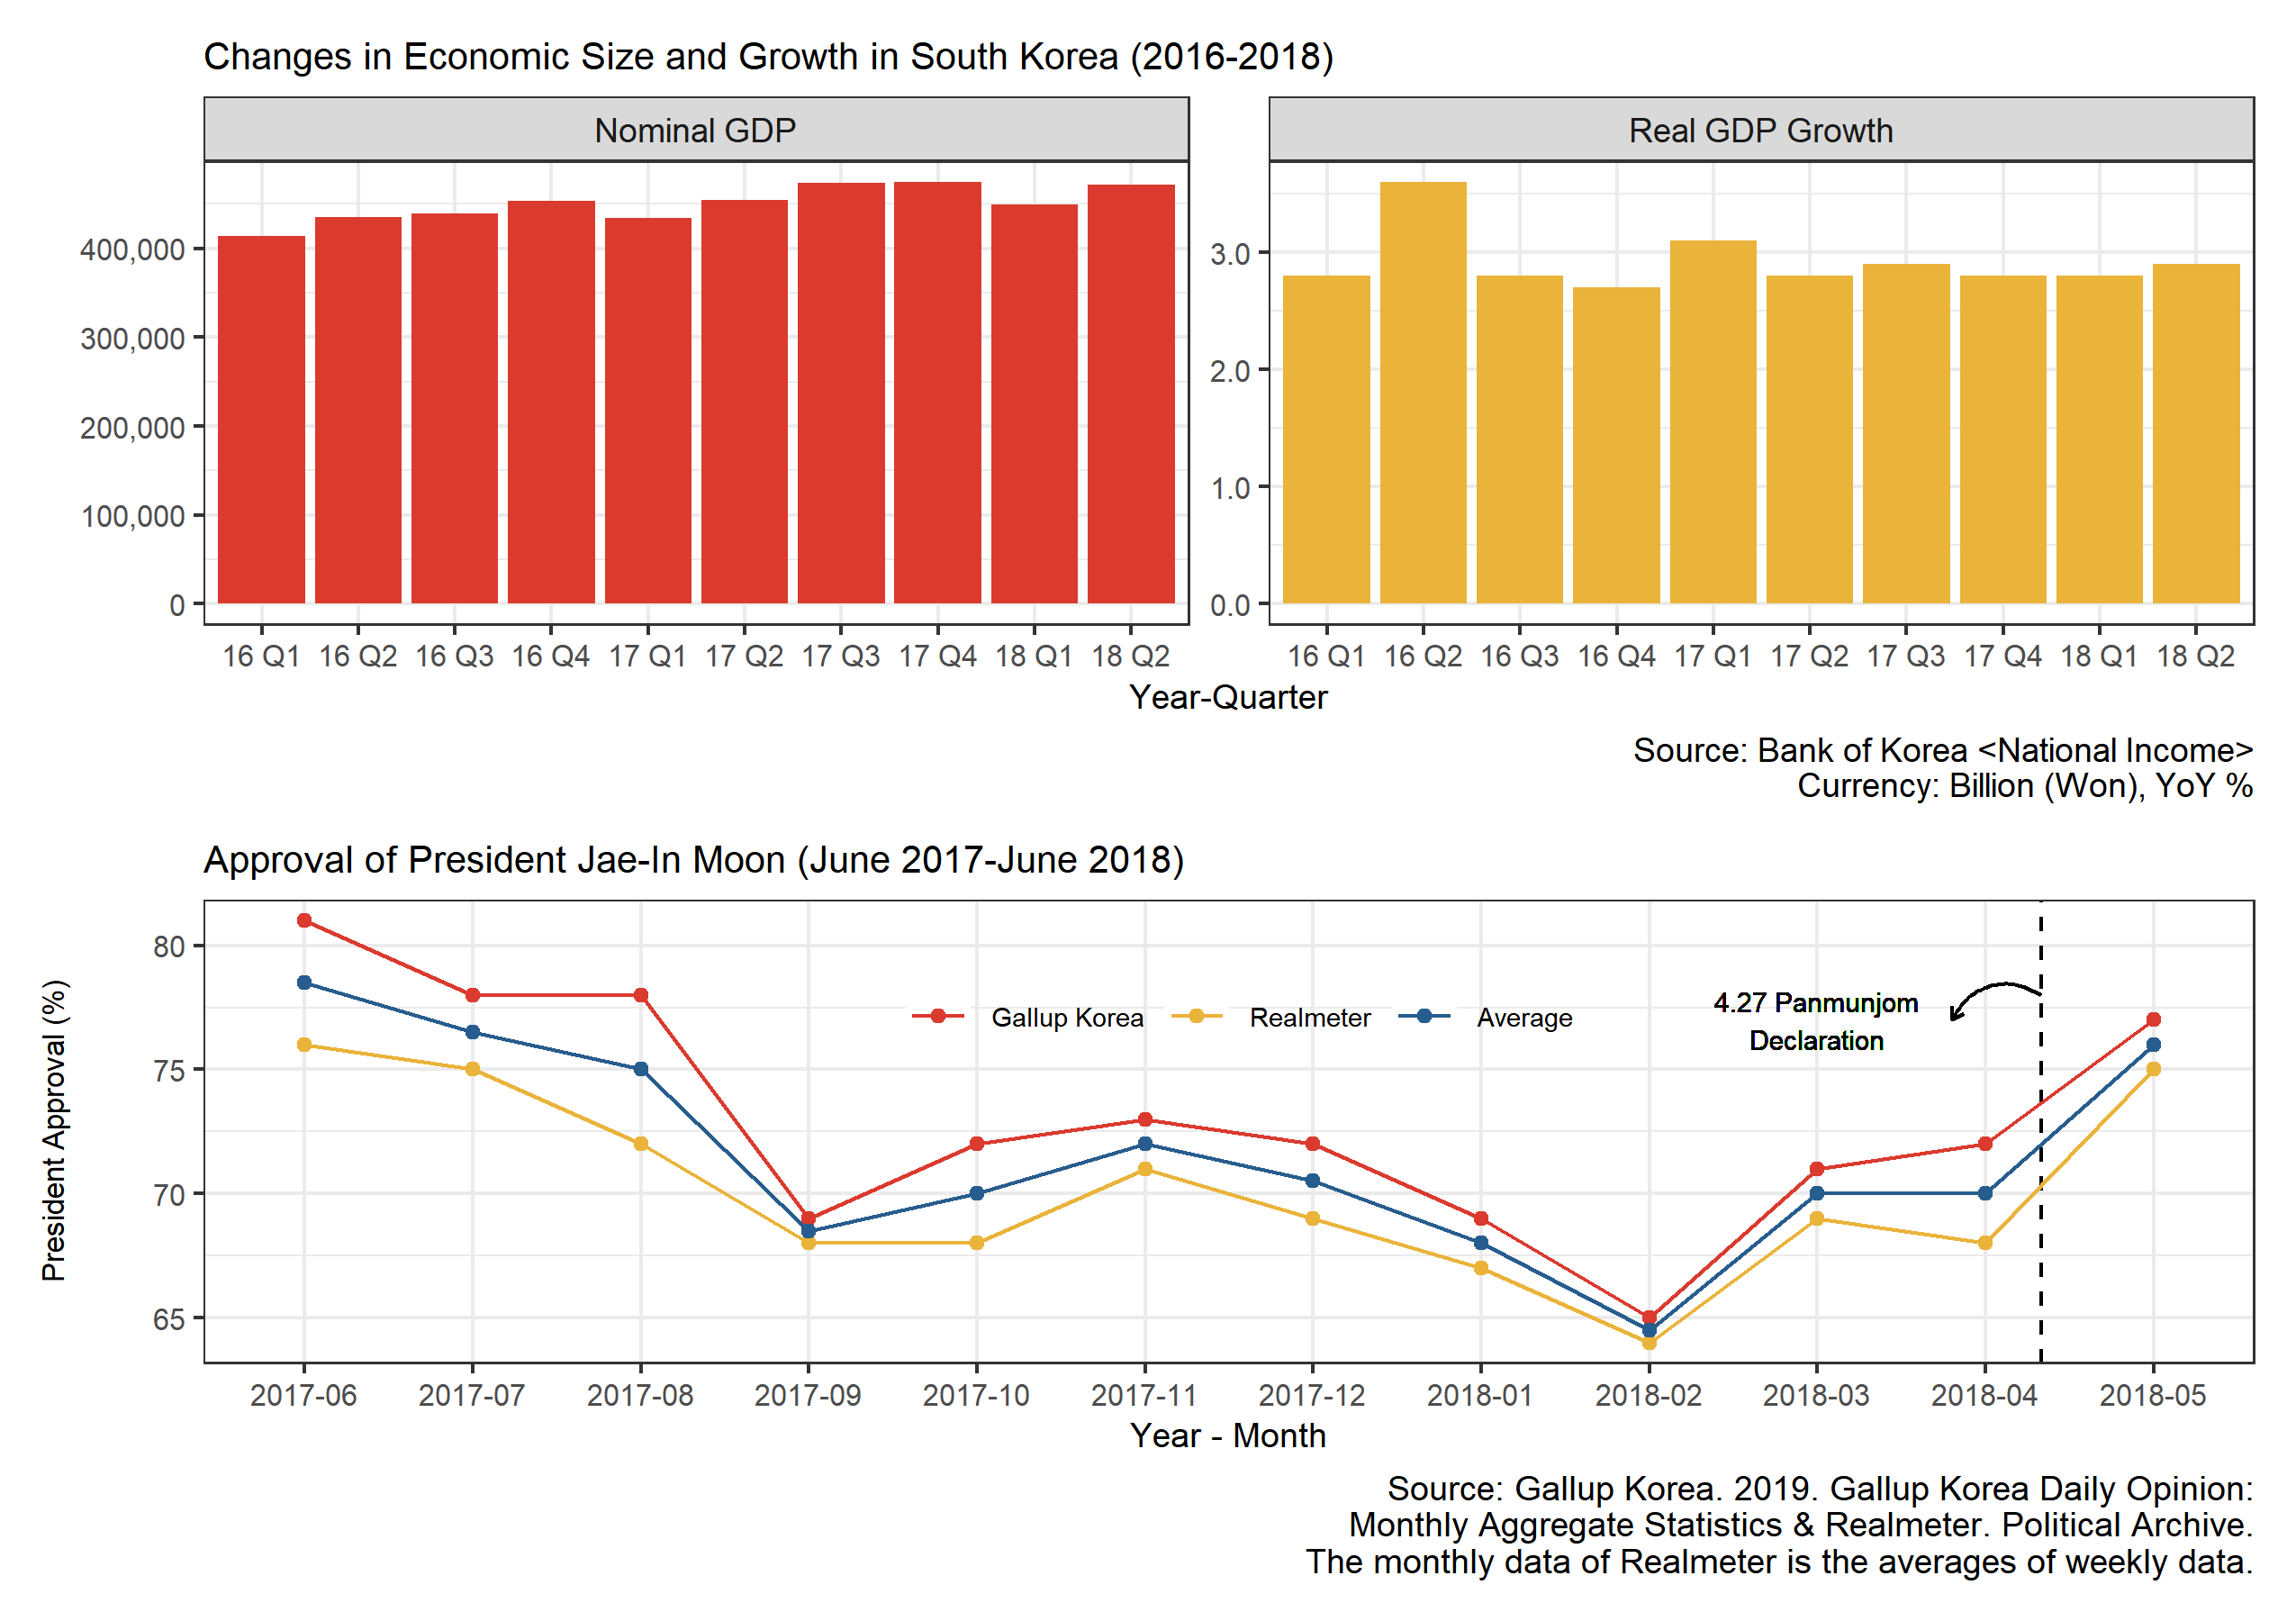 Changes in Economic Size and Growth in South Korea (2016-2018)
Nominal GDP
Real GDP Growth
400,000
300,000
200,000
100,000
0
3.0
2.0
1.0
0.0
16 Q1 16 Q2 16 Q3 16 Q4 17 Q1 17 Q2 17 Q3 17 Q4 18 Q1 18 Q2
16 Q1 16 Q2 16 Q3 16 Q4 17 Q1 17 Q2 17 Q3 17 Q4 18 Q1 18 Q2
Year-Quarter
Source: Bank of Korea <National Income>
Currency: Billion (Won), YoY %
Approval of President Jae-In Moon (June 2017-June 2018)
President Approval (%)
80
75
70
65
Gallup Korea Realmeter Average
4.27 Panmunjom
Declaration
2017-06 2017-07 2017-08 2017-09 2017-10 2017-11 2017-12 2018-01 2018-02 2018-03 2018-04 2018-05
Year - Month
Source: Gallup Korea. 2019. Gallup Korea Daily Opinion:
Monthly Aggregate Statistics & Realmeter. Political Archive.
The monthly data of Realmeter is the averages of weekly data.